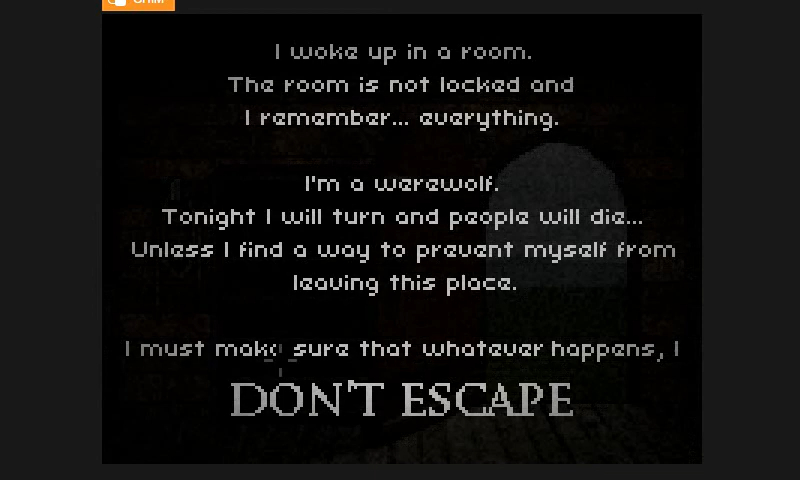 I woke up in a room.
The room is not locked and
I remember... everything.
I'm a werewolf.
Tonight I will turn and people will die...
Unless I find a way to prevent myself from
leaving this place.
I must make sure that whatever happens, I
DON'T ESCAPE